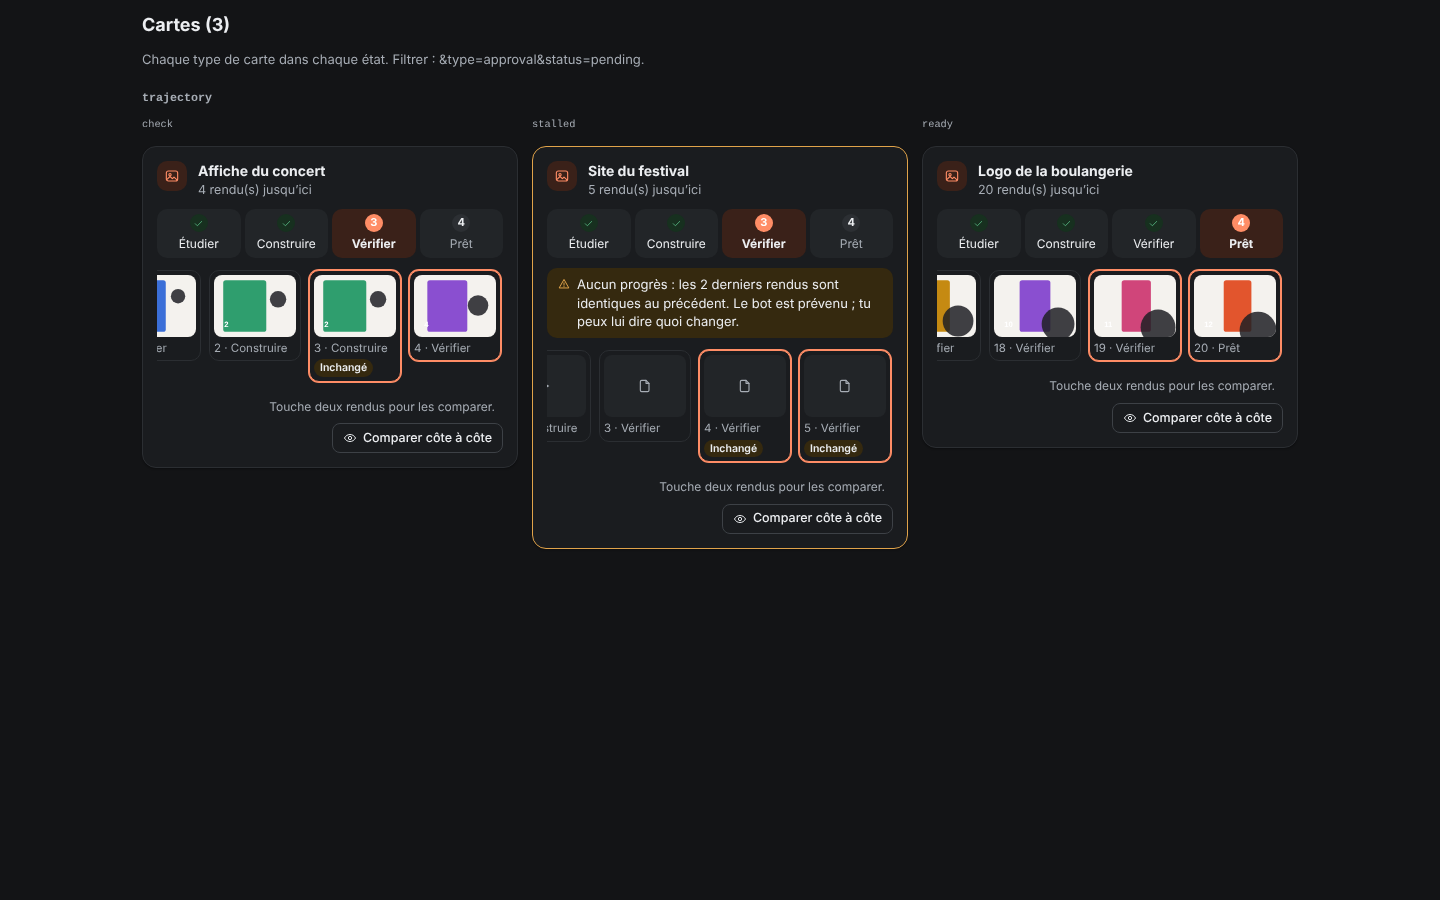 Cartes (3)
Chaque type de carte dans chaque état. Filtrer : &type=approval&status=pending.
trajectory
check
Affiche du concert
4 rendu(s) jusqu’ici
Étudier
Construire
3
Vérifier
4
Prêt
er
2
2 · Construire
2
3 · Construire
Inchangé
4 · Vérifier
Touche deux rendus pour les comparer.
Comparer côte à côte
stalled
Site du festival
5 rendu(s) jusqu’ici
Étudier
Construire
3
Vérifier
4
Prêt
Aucun progrès : les 2 derniers rendus sont
identiques au précédent. Le bot est prévenu ; tu
peux lui dire quoi changer.
struire
3 · Vérifier
4 · Vérifier
Inchangé
5 · Vérifier
Inchangé
Touche deux rendus pour les comparer.
Comparer côte à côte
ready
Logo de la boulangerie
20 rendu(s) jusqu’ici
Étudier
Construire
Vérifier
4
Prêt
fier
18 · Vérifier
19 · Vérifier
20 · Prêt
Touche deux rendus pour les comparer.
Comparer côte à côte